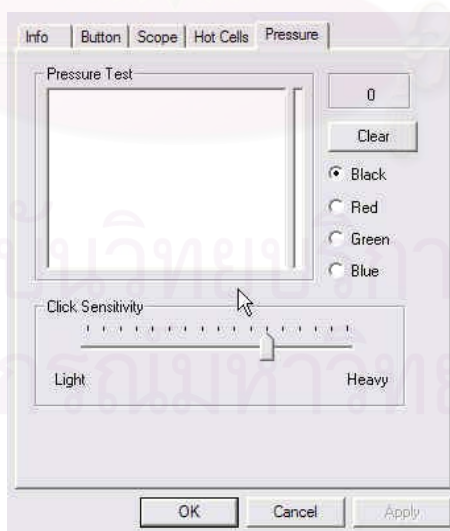 Info Button Scope Hot Cells Pressure
Pressure Test
0
Clear
Black
Red
Green
Blue
Click Sensitivity
Light Heavy
OK Cancel Apply